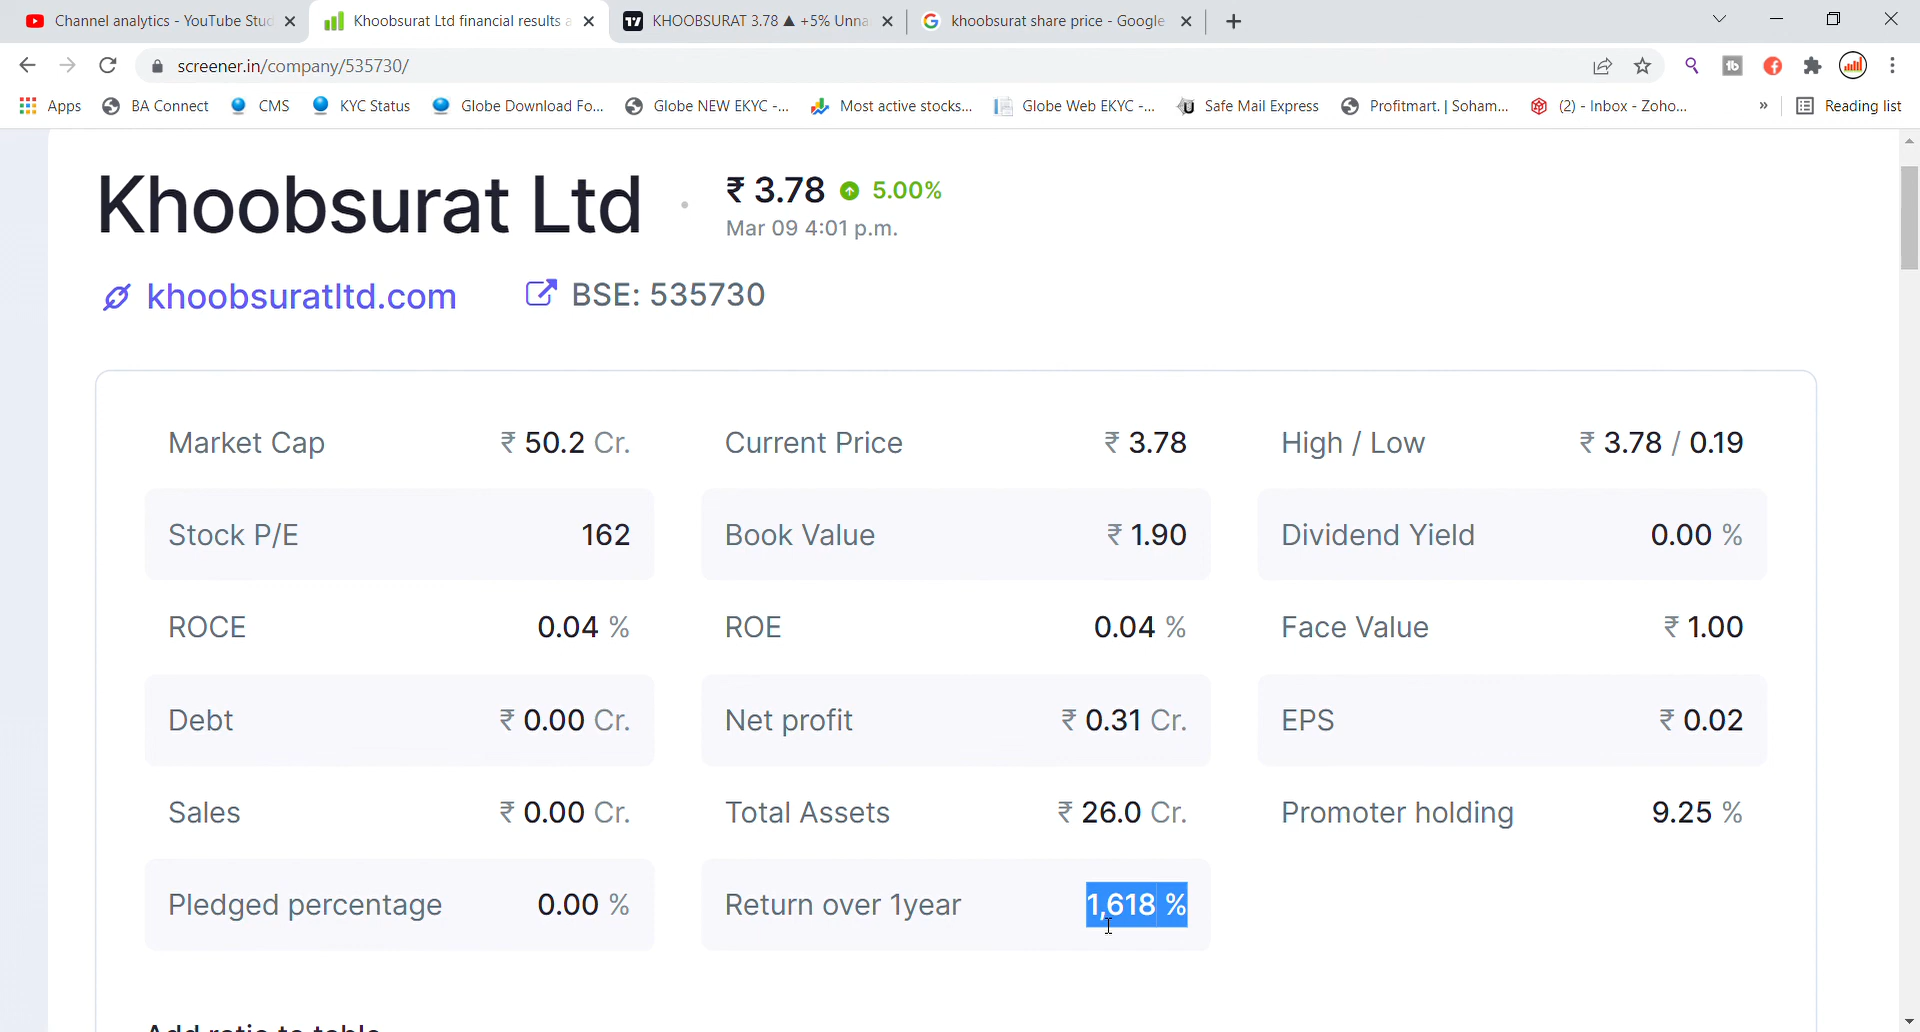 Channel analytics - YouTube Stud
Khoobsurat Ltd financial results a
KHOOBSURAT 3.78 ▲ +5% Unna
khoobsurat share price - Google
screener.in/company/535730/
Apps
BA Connect
CMS
KYC Status
Globe Download Fo...
Globe NEW EKYC -...
Most active stocks...
Globe Web EKYC -...
Safe Mail Express
Profitmart. | Soham...
(2) - Inbox - Zoho...
»
Reading list
Khoobsurat Ltd
₹ 3.78 5.00%
Mar 09 4:01 p.m.
khoobsuratltd.com
BSE: 535730
Market Cap ₹ 50.2 Cr.
Current Price ₹ 3.78
High / Low ₹ 3.78 / 0.19
Stock P/E 162
Book Value ₹ 1.90
Dividend Yield 0.00 %
ROCE 0.04 %
ROE 0.04 %
Face Value ₹ 1.00
Debt ₹ 0.00 Cr.
Net profit ₹ 0.31 Cr.
EPS ₹ 0.02
Sales ₹ 0.00 Cr.
Total Assets ₹ 26.0 Cr.
Promoter holding 9.25 %
Pledged percentage 0.00 %
Return over 1year 1,618 %
Add ratio to table